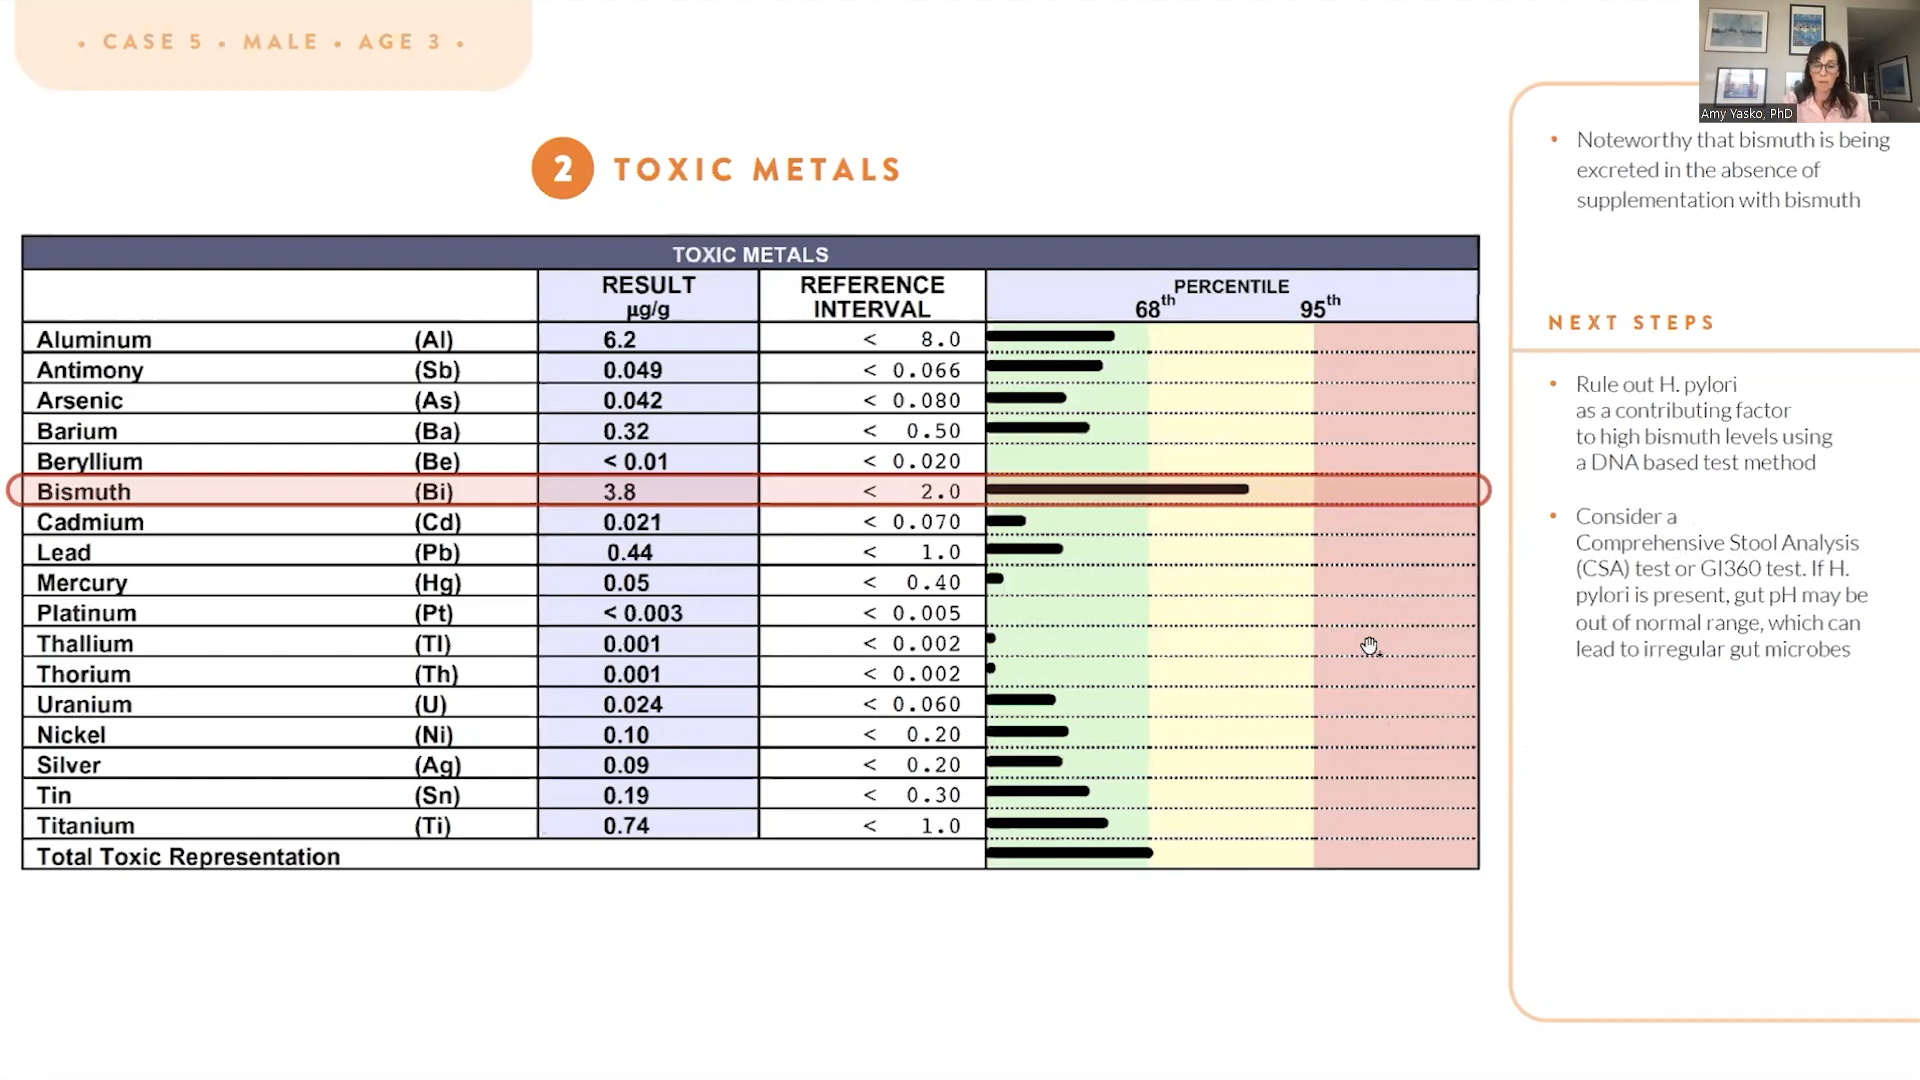 • CASE 5 • MALE • AGE 3 •
Amy Yasko, PhD
2 TOXIC METALS
TOXIC METALS
RESULT µg/g REFERENCE INTERVAL PERCENTILE 68th 95th
Aluminum (Al) 6.2 < 8.0
Antimony (Sb) 0.049 < 0.066
Arsenic (As) 0.042 < 0.080
Barium (Ba) 0.32 < 0.50
Beryllium (Be) < 0.01 < 0.020
Bismuth (Bi) 3.8 < 2.0
Cadmium (Cd) 0.021 < 0.070
Lead (Pb) 0.44 < 1.0
Mercury (Hg) 0.05 < 0.40
Platinum (Pt) < 0.003 < 0.005
Thallium (Tl) 0.001 < 0.002
Thorium (Th) 0.001 < 0.002
Uranium (U) 0.024 < 0.060
Nickel (Ni) 0.10 < 0.20
Silver (Ag) 0.09 < 0.20
Tin (Sn) 0.19 < 0.30
Titanium (Ti) 0.74 < 1.0
Total Toxic Representation
• Noteworthy that bismuth is being
excreted in the absence of
supplementation with bismuth
NEXT STEPS
• Rule out H. pylori
as a contributing factor
to high bismuth levels using
a DNA based test method
• Consider a
Comprehensive Stool Analysis
(CSA) test or GI360 test. If H.
pylori is present, gut pH may be
out of normal range, which can
lead to irregular gut microbes